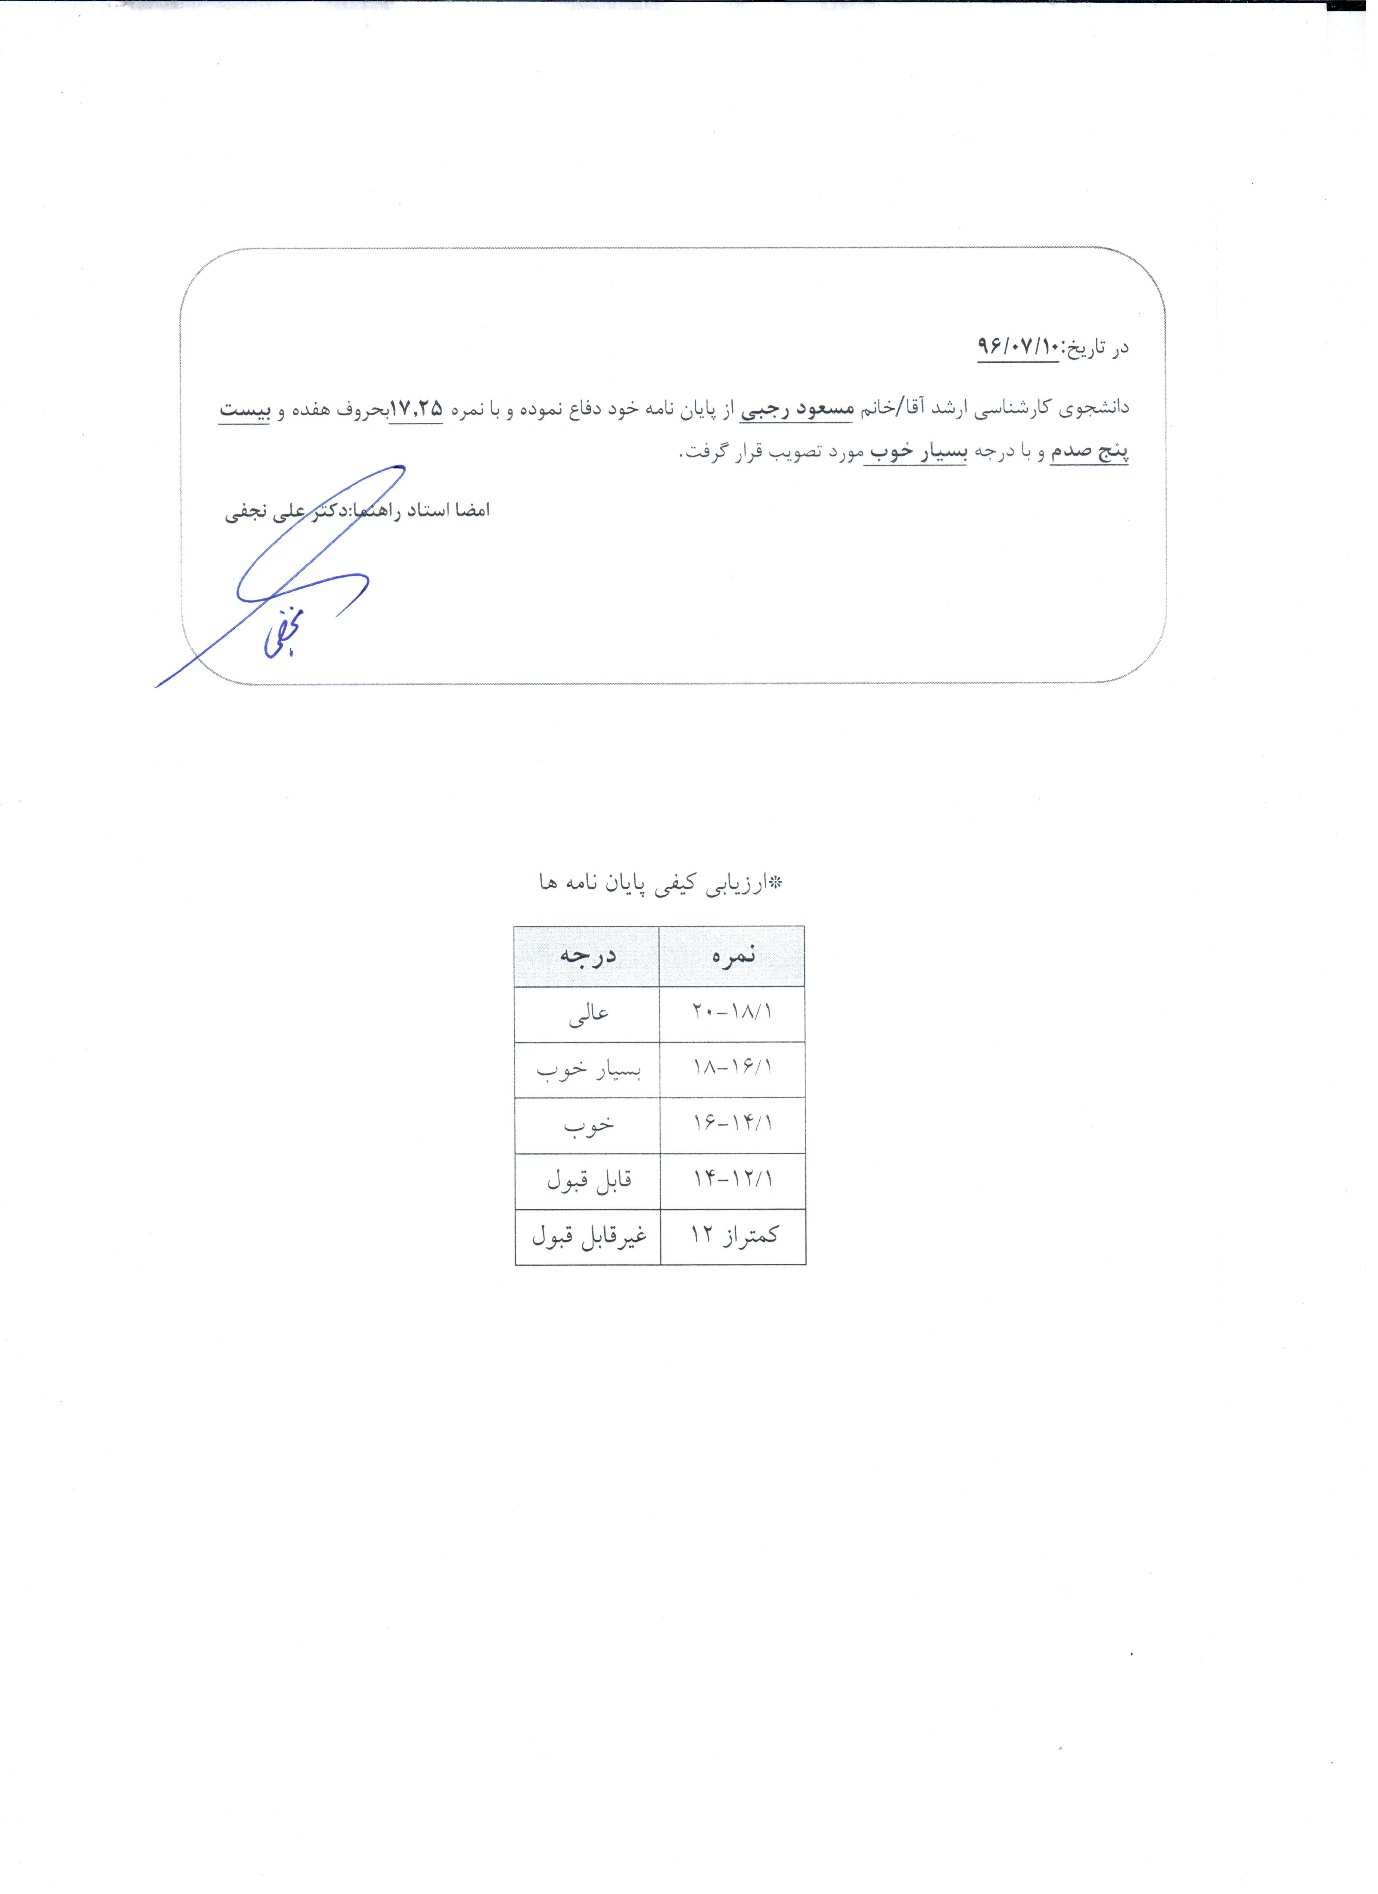 در تاریخ:۹۶/۰۷/۱۰
دانشجوی کارشناسی ارشد آقا/خانم مسعود رجبی از پایان نامه خود دفاع نموده و با نمره ۱۷,۲۵بحروف هفده و بیست
پنج صدم و با درجه بسیار خوب مورد تصویب قرار گرفت.
امضا استاد راهنما:دکتر علی نجفی
نجفی
*ارزیابی کیفی پایان نامه ها
نمره درجه
۲۰-۱۸/۱ عالی
۱۸-۱۶/۱ بسیار خوب
۱۶-۱۴/۱ خوب
۱۴-۱۲/۱ قابل قبول
کمتراز ۱۲ غیرقابل قبول